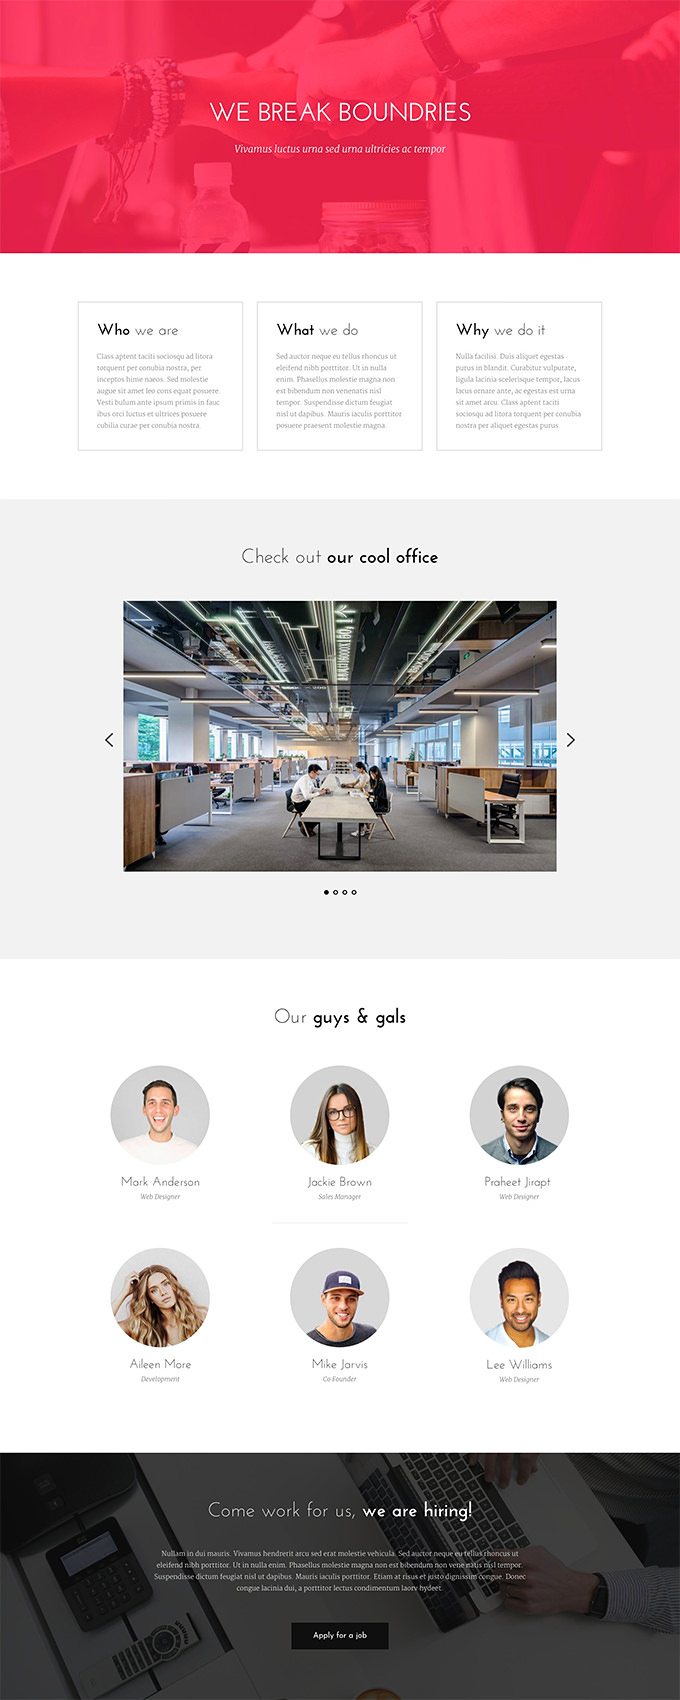 WE BREAK BOUNDRIES
Vivamus luctus urna sed urna ultricies ac tempor
Who we are
Class aptent taciti sociosqu ad litora
torquent per conubia nostra, per
inceptos hime naeos. Sed molestie
augue sit amet leo cons equat posuere.
Vesti bulum ante ipsum primis in fauc
ibus orci luctus et ultrices posuere
cubilia curae per conubia nostra.
What we do
Sed auctor neque eu tellus rhoncus ut
eleifend nibh porttitor. Ut in nulla
enim. Phasellus molestie magna non
est bibendum non venenatis nisl
tempor. Suspendisse dictum feugiat
nisl ut dapibus. Mauris iaculis porttitor
posuere praesent molestie magna.
Why we do it
Nulla facilisi. Duis aliquet egestas
purus in blandit. Curabitur vulputate,
ligula lacinia scelerisque tempor, lacus
lacus ornare ante, ac egestas est urna
sit amet arcu. Class aptent taciti
sociosqu ad litora torquent per conubia
nostra per aliquet egestas purus.
Check out our cool office
Our guys & gals
Mark Anderson
Web Designer
Jackie Brown
Sales Manager
Praheet Jirapt
Web Designer
Aileen More
Development
Mike Jarvis
Co Founder
Lee Williams
Web Designer
Come work for us, we are hiring!
Nullam in dui mauris. Vivamus hendrerit arcu sed erat molestie vehicula. Sed auctor neque eu tellus rhoncus ut
eleifend nibh porttitor. Ut in nulla enim. Phasellus molestie magna non est bibendum non vene natis nisl tempor.
Suspendisse dictum feugiat nisl ut dapibus. Mauris iaculis porttitor. Etiam at risus et justo dignissim congue. Donec
congue lacinia dui, a porttitor lectus condimentum laorv hydeet.
Apply for a job